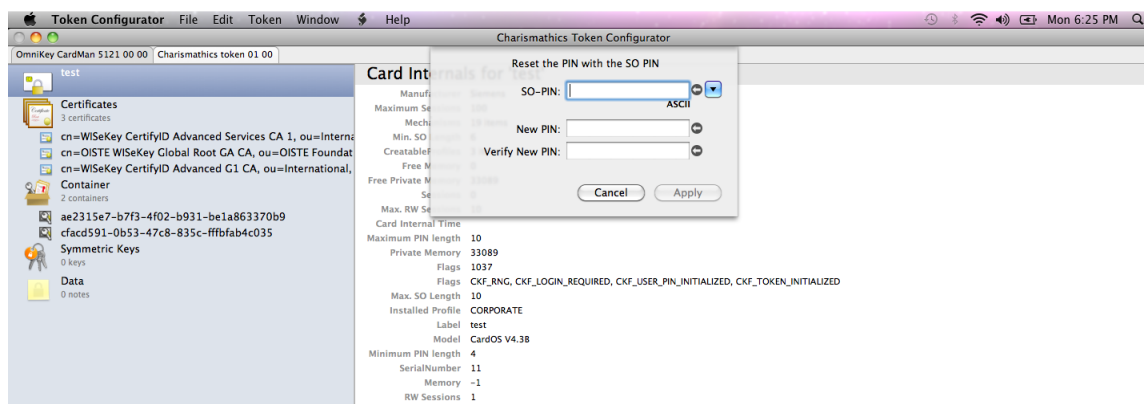 Token Configurator File Edit Token Window Help Mon 6:25 PM
Charismathics Token Configurator
OmniKey CardMan 5121 00 00 Charismathics token 01 00
test
Certificates
3 certificates
cn=WISeKey CertifyID Advanced Services CA 1, ou=Interna
cn=OISTE WISeKey Global Root GA CA, ou=OISTE Foundat
cn=WISeKey CertifyID Advanced G1 CA, ou=International,
Container
2 containers
ae2315e7-b7f3-4f02-b931-be1a863370b9
cfacd591-0b53-47c8-835c-fffbfab4c035
Symmetric Keys
0 keys
Data
0 notes
Reset the PIN with the SO PIN
SO-PIN:
ASCII
New PIN:
Verify New PIN:
Cancel Apply
Card Internals for 'test'
Maximum Se
Min. SO
Free M
Free Private M 33089
Max. RW Se
Card Internal Time
Maximum PIN length 10
Private Memory 33089
Flags 1037
Flags CKF_RNG, CKF_LOGIN_REQUIRED, CKF_USER_PIN_INITIALIZED, CKF_TOKEN_INITIALIZED
Max. SO Length 10
Installed Profile CORPORATE
Label test
Model CardOS V4.3B
Minimum PIN length 4
SerialNumber 11
Memory -1
RW Sessions 1